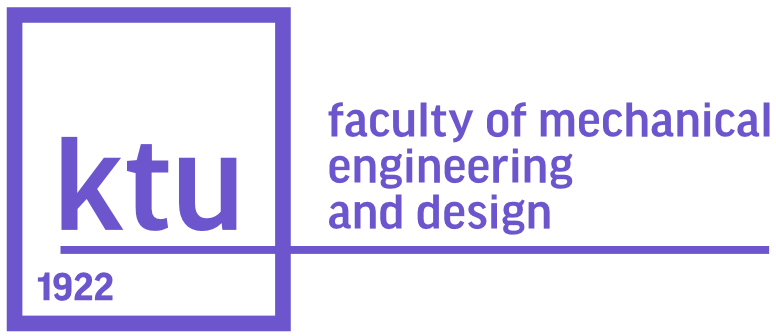 ktu
1922
faculty of mechanical
engineering
and design